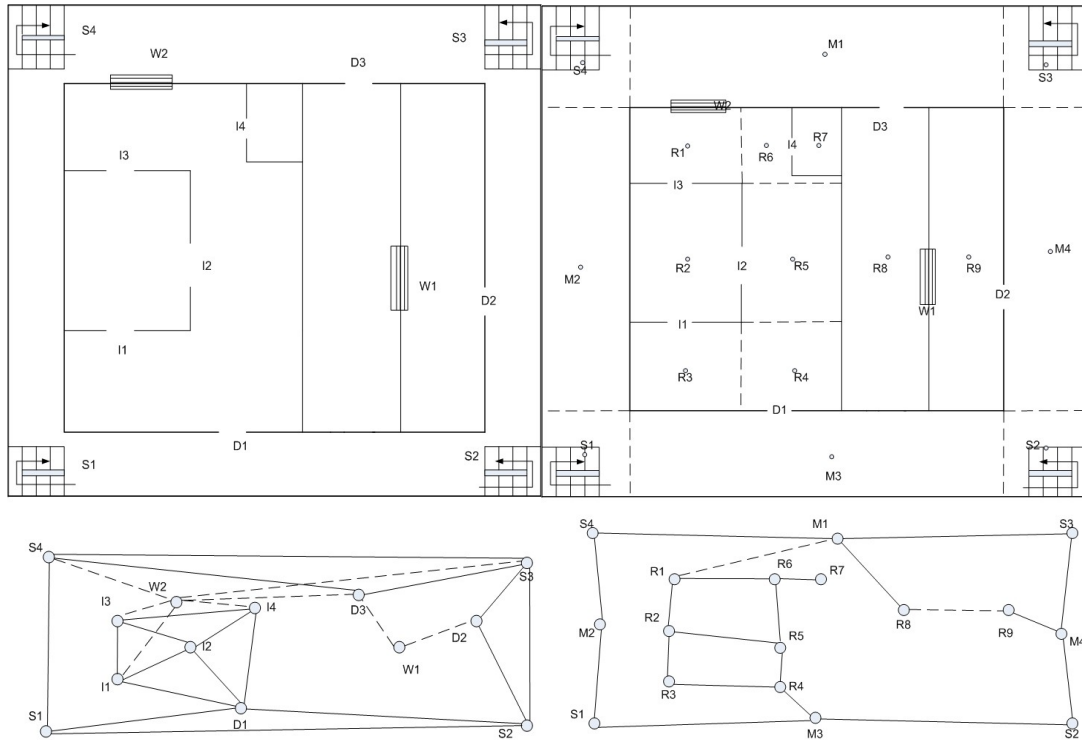 S4
W2
S3
D3
I4
I3
I2
W1
D2
I1
D1
S1
S2
S4
M1
S3
W2
D3
R1
R6
I4
R7
I3
M2
R2
I2
R5
R8
R9
M4
D2
W1
I1
R3
R4
D1
S1
S2
M3
S4
W2
S3
I3
I4
D3
D2
I2
W1
I1
S1
D1
S2
S4
M1
S3
R1
R6
R7
R2
M2
R5
R8
R9
M4
R3
R4
S1
M3
S2